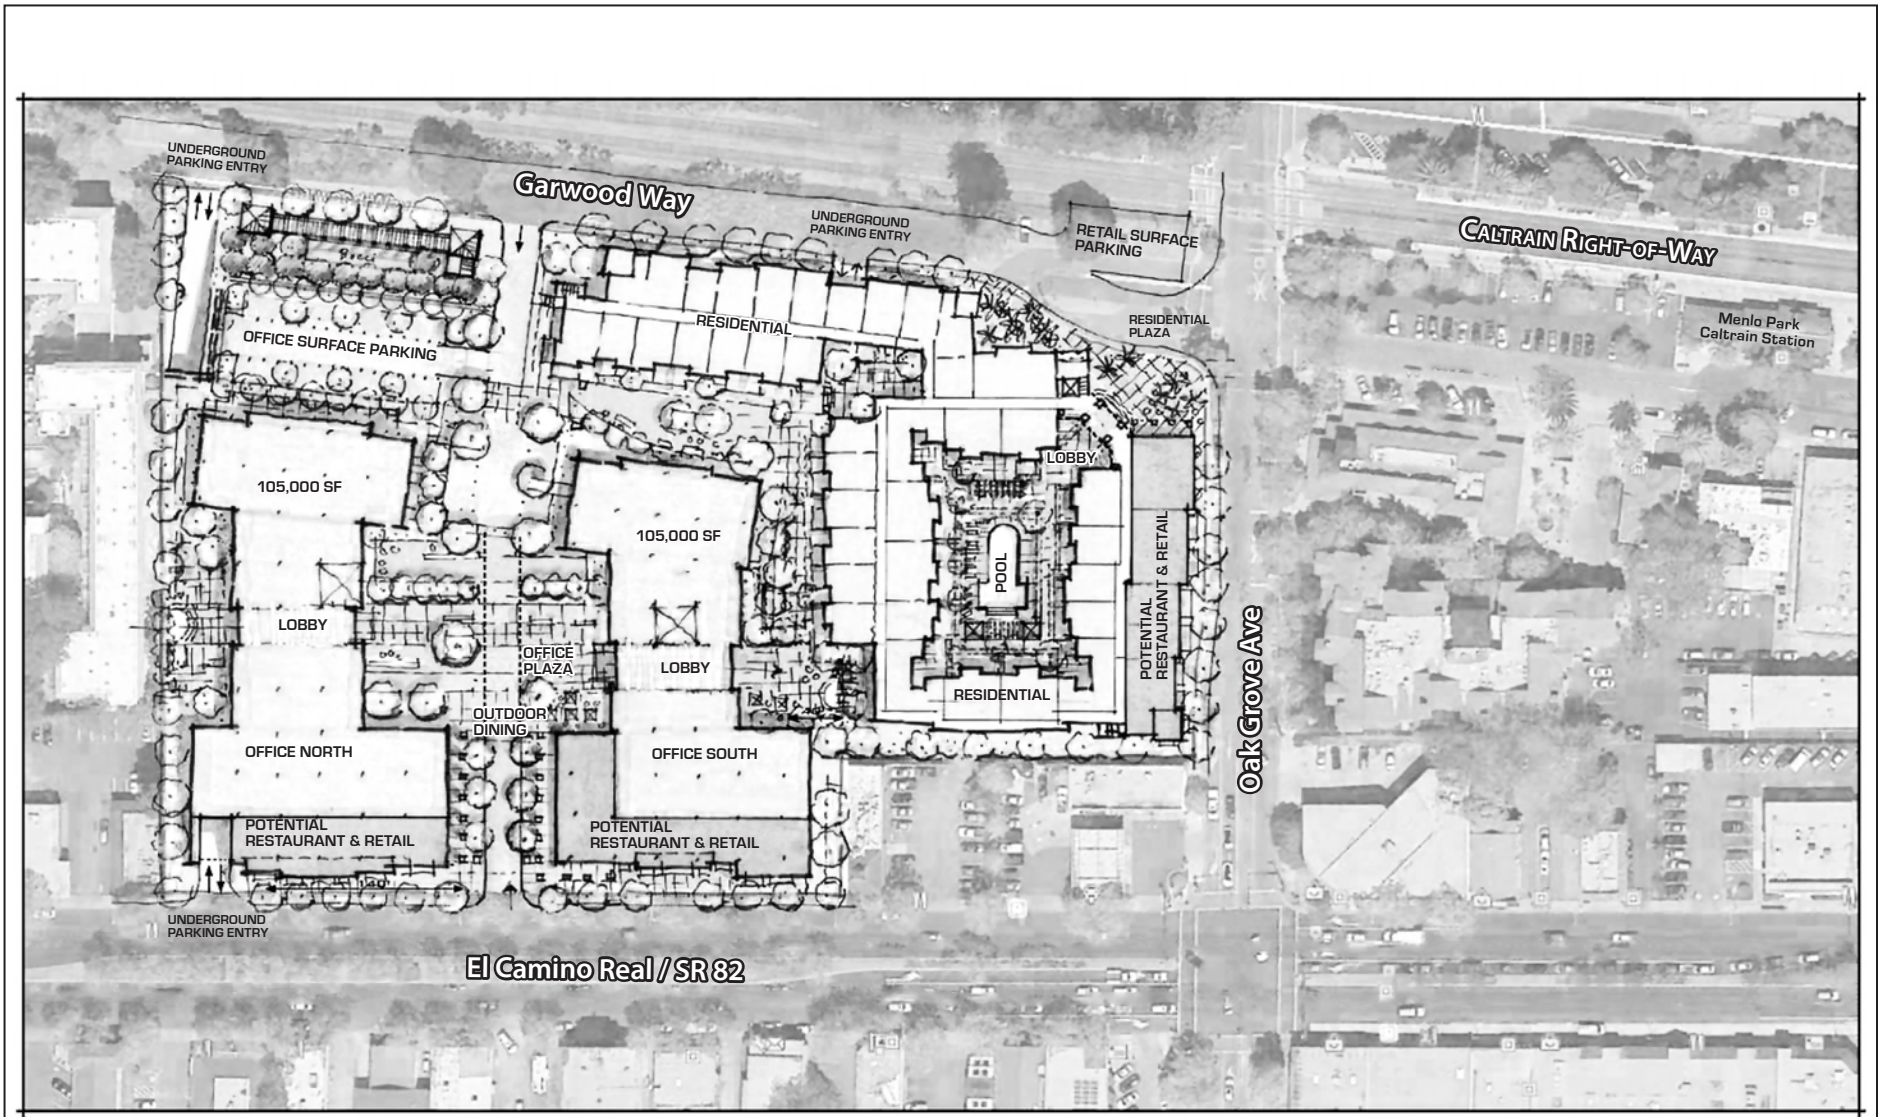 UNDERGROUND
PARKING ENTRY
Garwood Way
UNDERGROUND
PARKING ENTRY
RETAIL SURFACE
PARKING
CALTRAIN RIGHT-OF-WAY
RESIDENTIAL
PLAZA
Menlo Park
Caltrain Station
OFFICE SURFACE PARKING
RESIDENTIAL
LOBBY
105,000 SF
105,000 SF
POOL
POTENTIAL
RESTAURANT & RETAIL
LOBBY
OFFICE
PLAZA
LOBBY
RESIDENTIAL
Oak Grove Ave
OUTDOOR
DINING
OFFICE NORTH
OFFICE SOUTH
POTENTIAL
RESTAURANT & RETAIL
POTENTIAL
RESTAURANT & RETAIL
UNDERGROUND
PARKING ENTRY
El Camino Real / SR 82